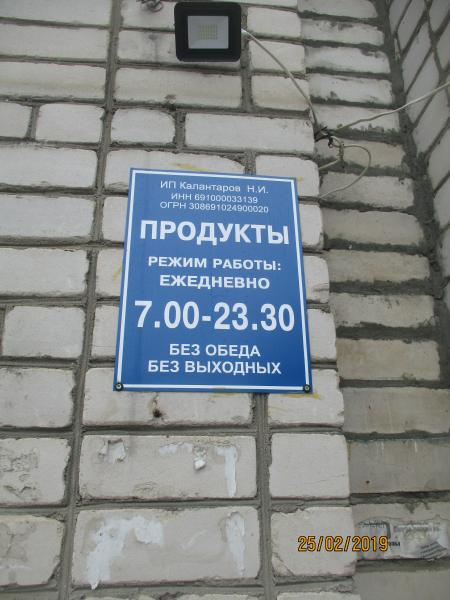 ИП Калантаров Н.И.
ИНН 691000033139
ОГРН 308691024900020
ПРОДУКТЫ
РЕЖИМ РАБОТЫ:
ЕЖЕДНЕВНО
7.00-23.30
БЕЗ ОБЕДА
БЕЗ ВЫХОДНЫХ
25/02/2019